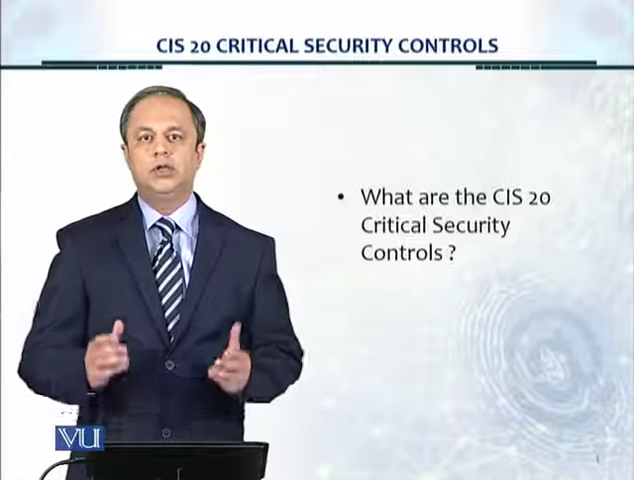 CIS 20 CRITICAL SECURITY CONTROLS
• What are the CIS 20
Critical Security
Controls ?
VU